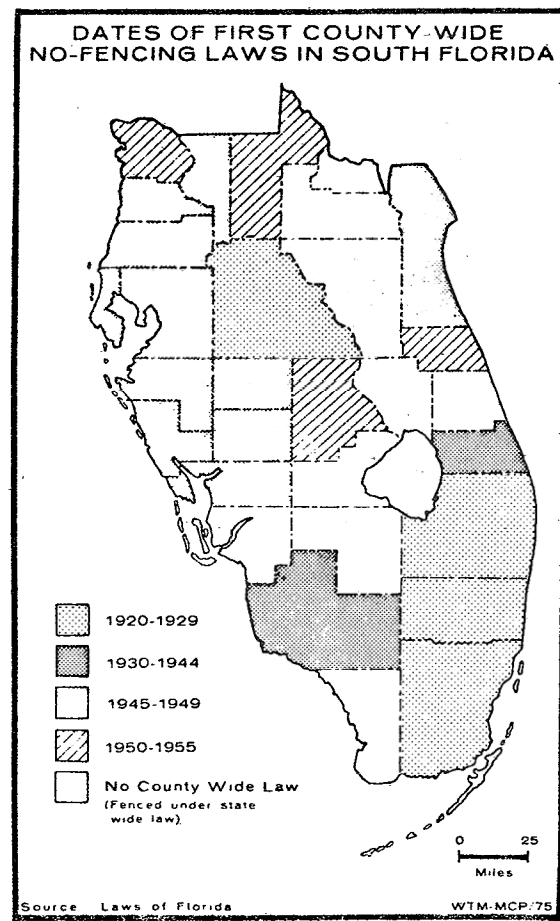 DATES OF FIRST COUNTY-WIDE
NO-FENCING LAWS IN SOUTH FLORIDA
1920-1929
1930-1944
1945-1949
1950-1955
No County Wide Law
(Fenced under state
wide law)
0 25
Miles
Source Laws of Florida
WTM-MCP/75